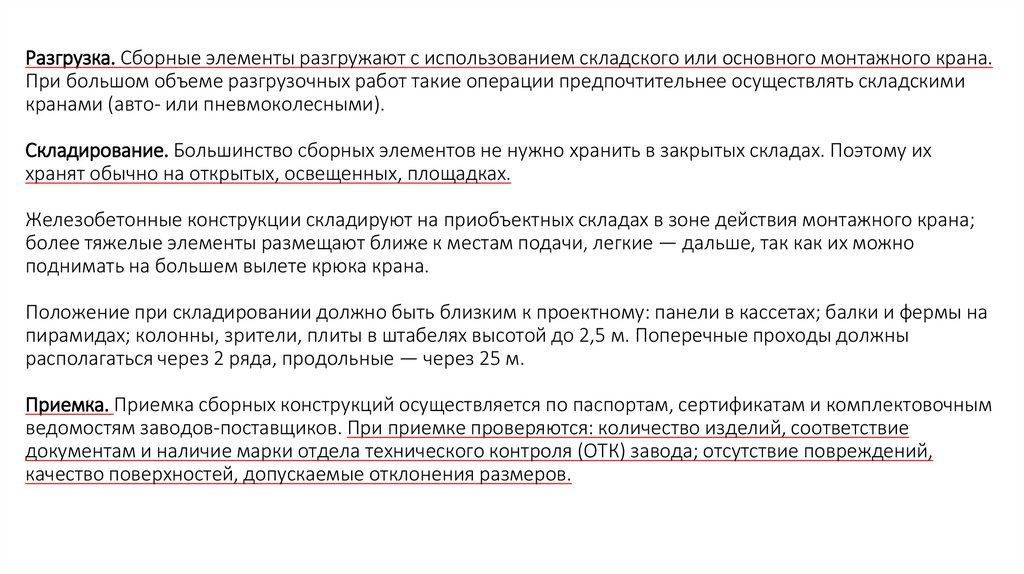 Разгрузка. Сборные элементы разгружают с использованием складского или основного монтажного крана.
При большом объеме разгрузочных работ такие операции предпочтительнее осуществлять складскими
кранами (авто- или пневмоколесными).
Складирование. Большинство сборных элементов не нужно хранить в закрытых складах. Поэтому их
хранят обычно на открытых, освещенных, площадках.
Железобетонные конструкции складируют на приобъектных складах в зоне действия монтажного крана;
более тяжелые элементы размещают ближе к местам подачи, легкие — дальше, так как их можно
поднимать на большем вылете крюка крана.
Положение при складировании должно быть близким к проектному: панели в кассетах; балки и фермы на
пирамидах; колонны, зрители, плиты в штабелях высотой до 2,5 м. Поперечные проходы должны
располагаться через 2 ряда, продольные — через 25 м.
Приемка. Приемка сборных конструкций осуществляется по паспортам, сертификатам и комплектовочным
ведомостям заводов-поставщиков. При приемке проверяются: количество изделий, соответствие
документам и наличие марки отдела технического контроля (ОТК) завода; отсутствие повреждений,
качество поверхностей, допускаемые отклонения размеров.